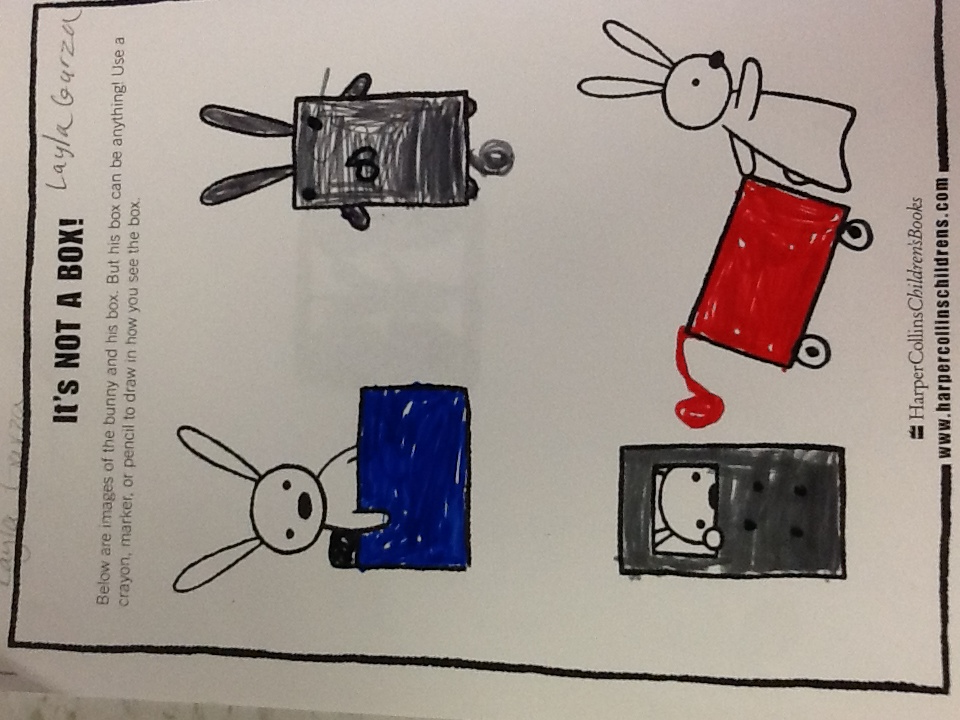 Layla Garza
IT'S NOT A BOX!
Below are images of the bunny and his box. But his box can be anything! Use a
crayon, marker, or pencil to draw in how you see the box.
HarperCollinsChildren'sBooks
www.harpercollinschildrens.com